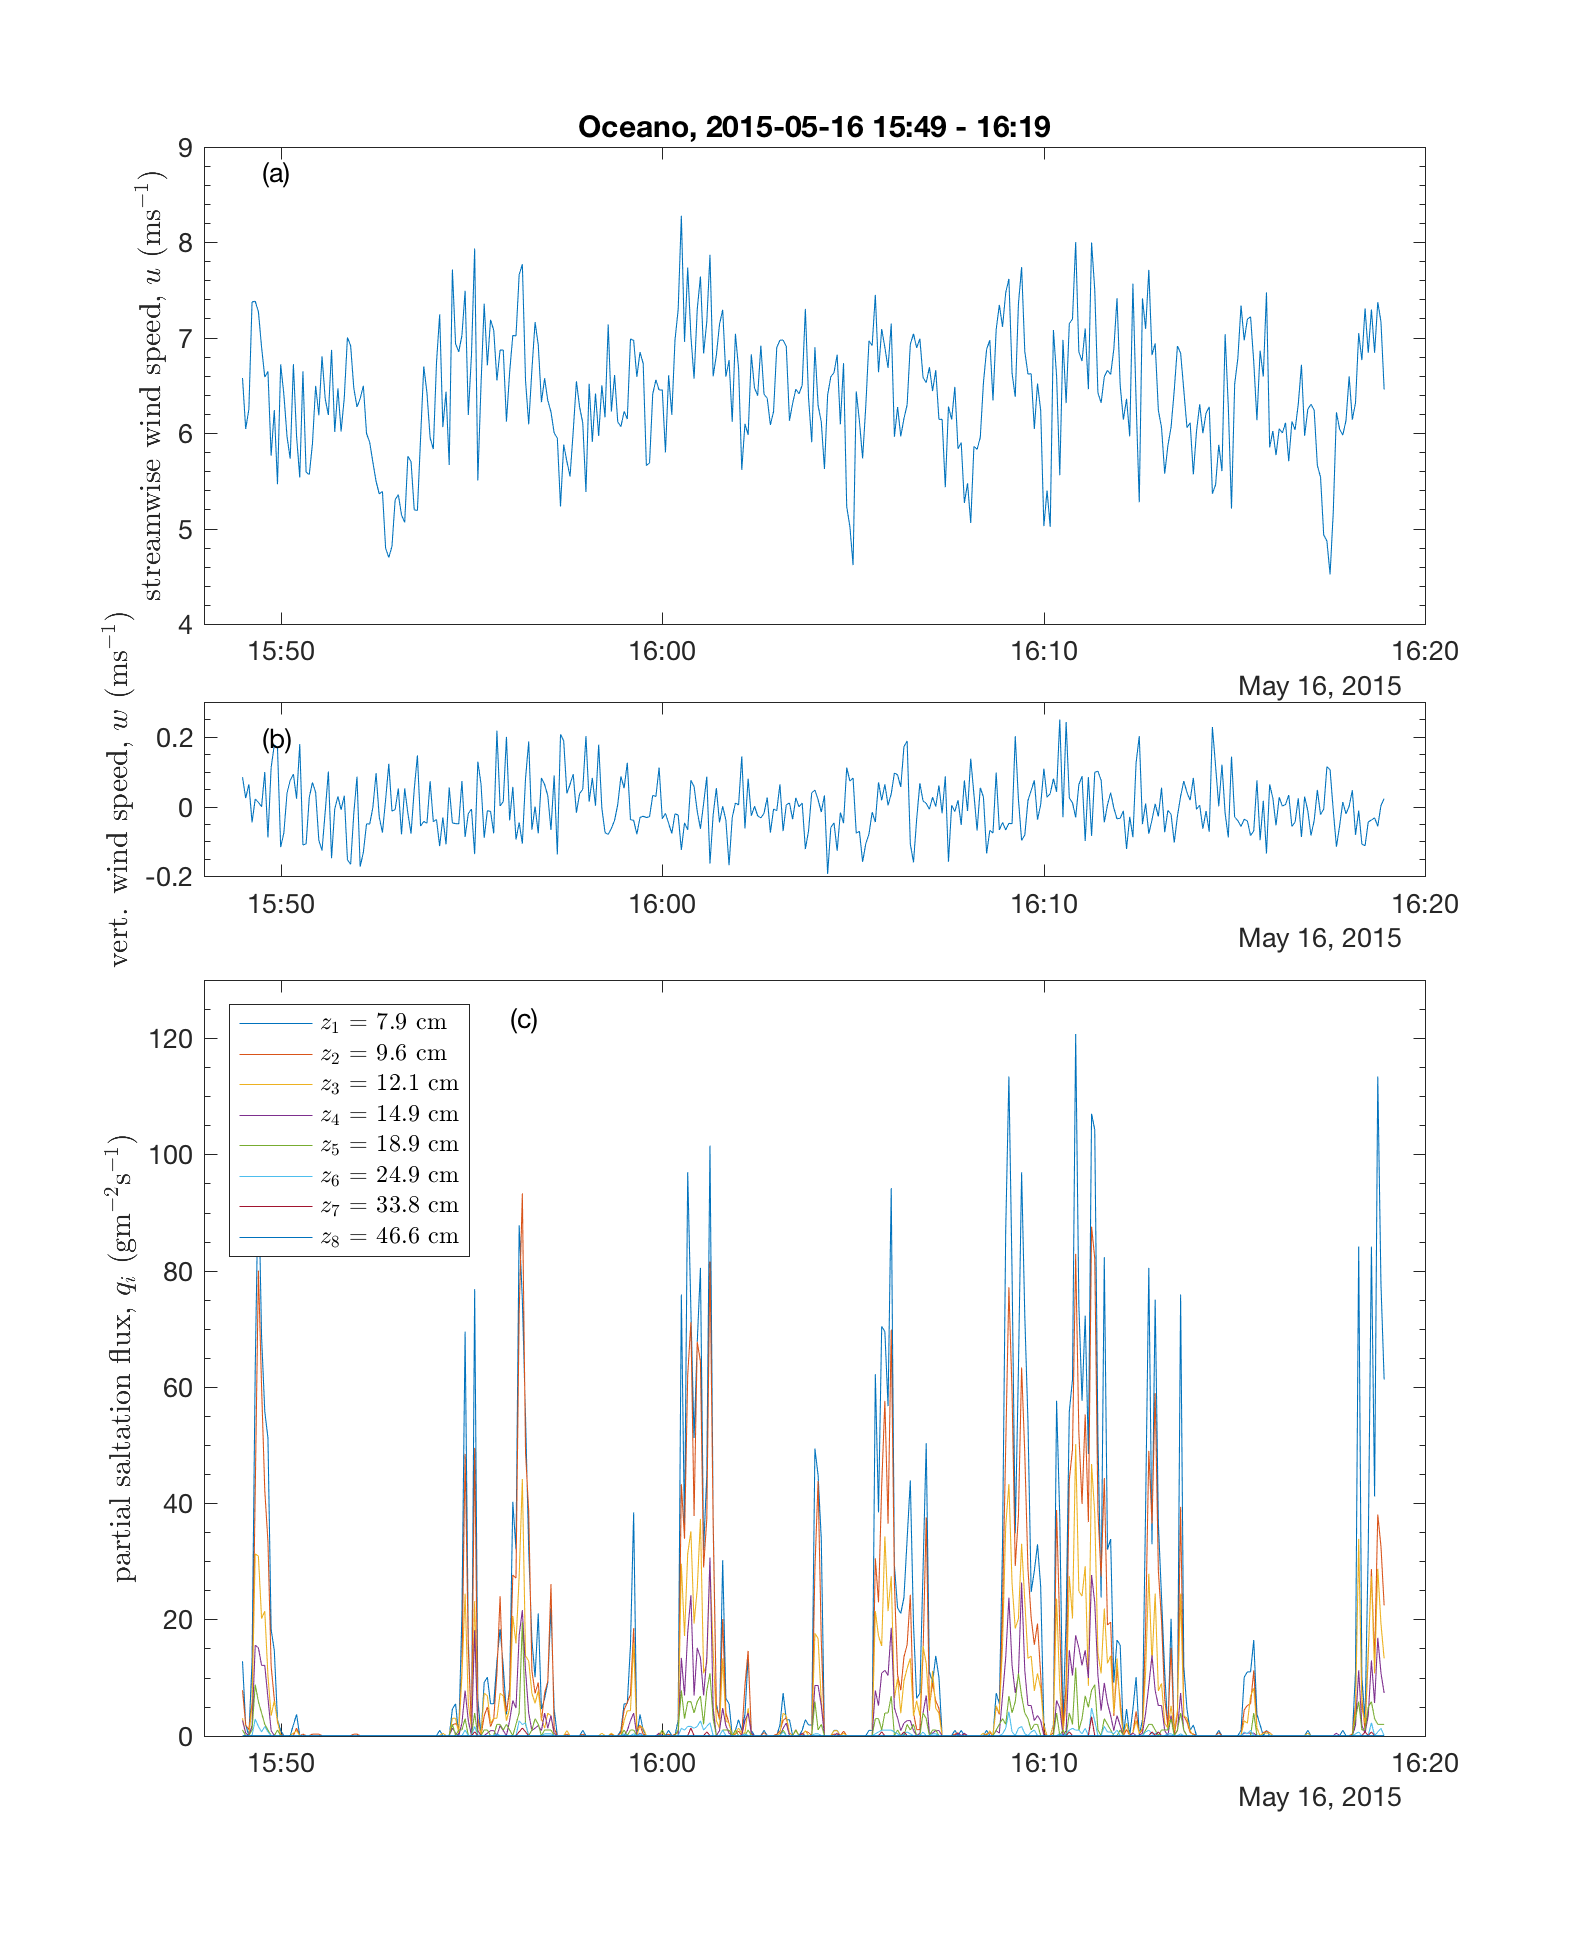 Oceano, 2015-05-16 15:49 - 16:19
(a)
streamwise wind speed, u (ms⁻¹)
9
8
7
6
5
4
15:50 16:00 16:10 16:20
May 16, 2015
(b)
vert. wind speed, w (ms⁻¹)
0.2
0
-0.2
15:50 16:00 16:10 16:20
May 16, 2015
(c)
partial saltation flux, qᵢ (gm⁻²s⁻¹)
z₁ = 7.9 cm
z₂ = 9.6 cm
z₃ = 12.1 cm
z₄ = 14.9 cm
z₅ = 18.9 cm
z₆ = 24.9 cm
z₇ = 33.8 cm
z₈ = 46.6 cm
120
100
80
60
40
20
0
15:50 16:00 16:10 16:20
May 16, 2015